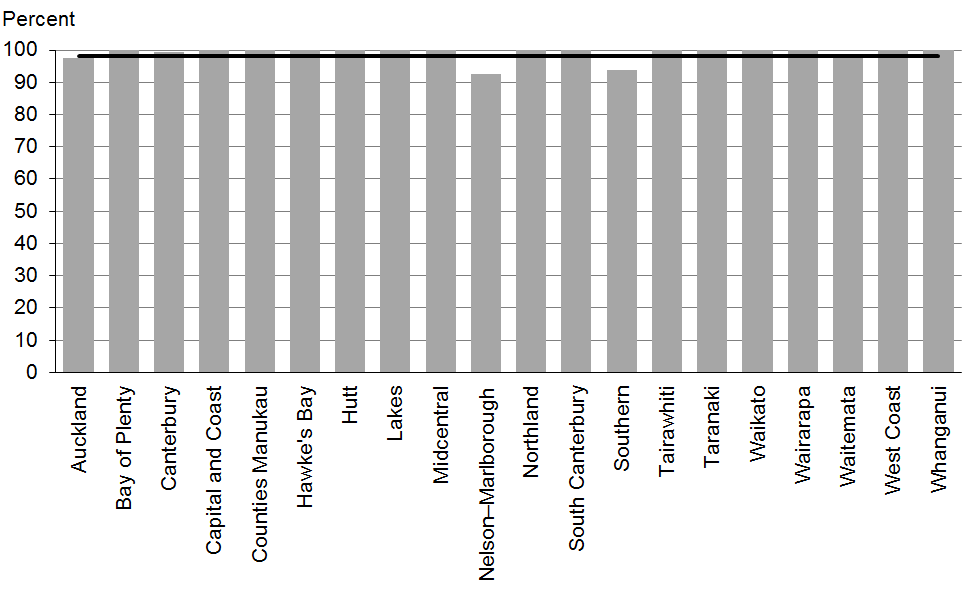 Percent
100
90
80
70
60
50
40
30
20
10
0
Auckland
Bay of Plenty
Canterbury
Capital and Coast
Counties Manukau
Hawke's Bay
Hutt
Lakes
Midcentral
Nelson–Marlborough
Northland
South Canterbury
Southern
Tairawhiti
Taranaki
Waikato
Wairarapa
Waitemata
West Coast
Whanganui